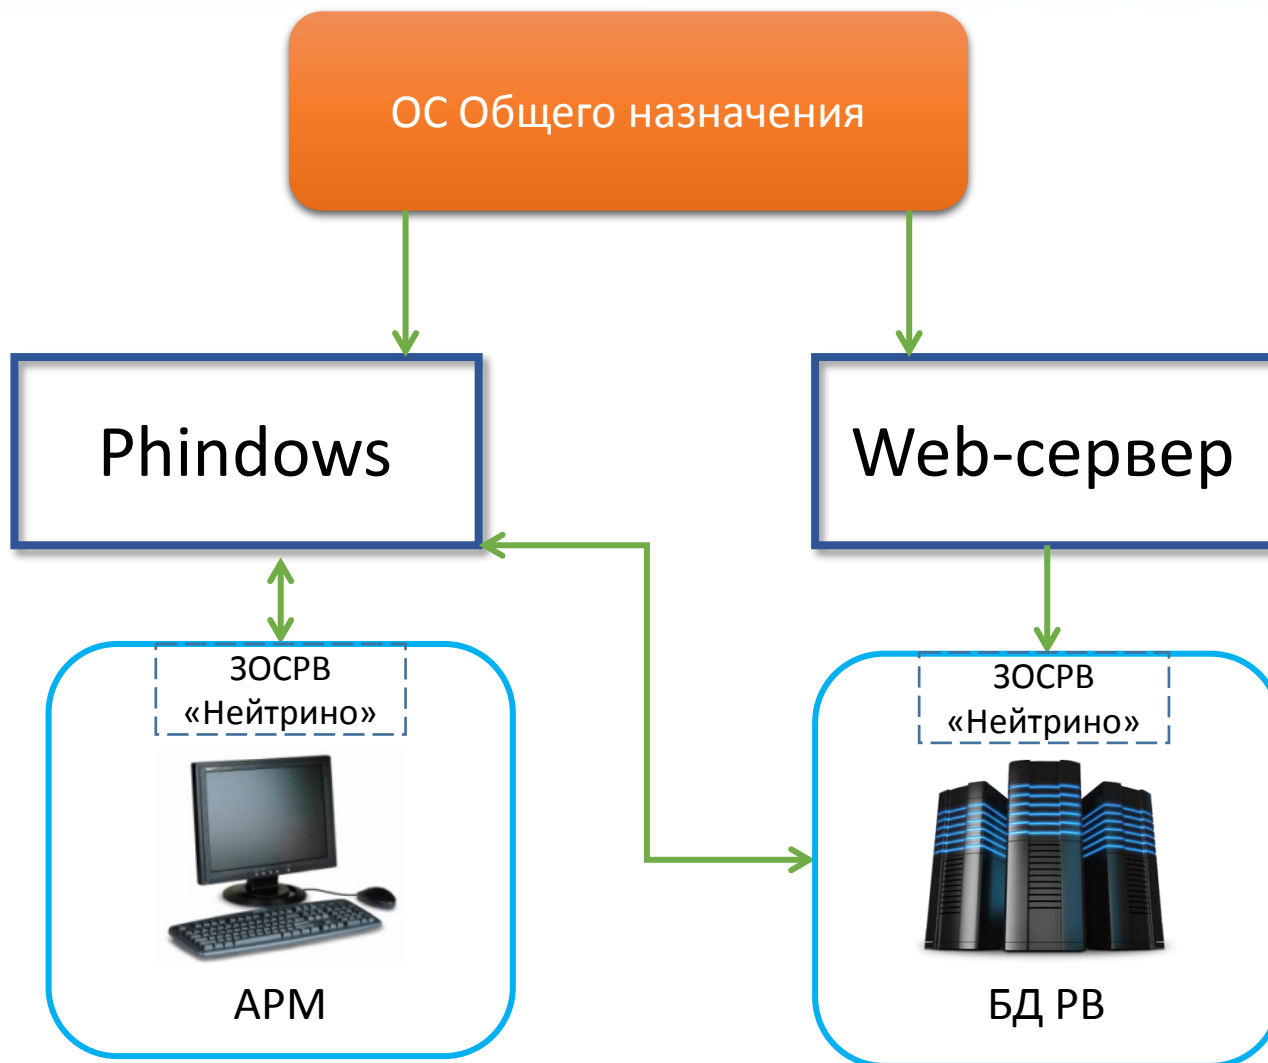 ОС Общего назначения
Phindows
Web-сервер
ЗОСРВ
«Нейтрино»
ЗОСРВ
«Нейтрино»
АРМ
БД РВ